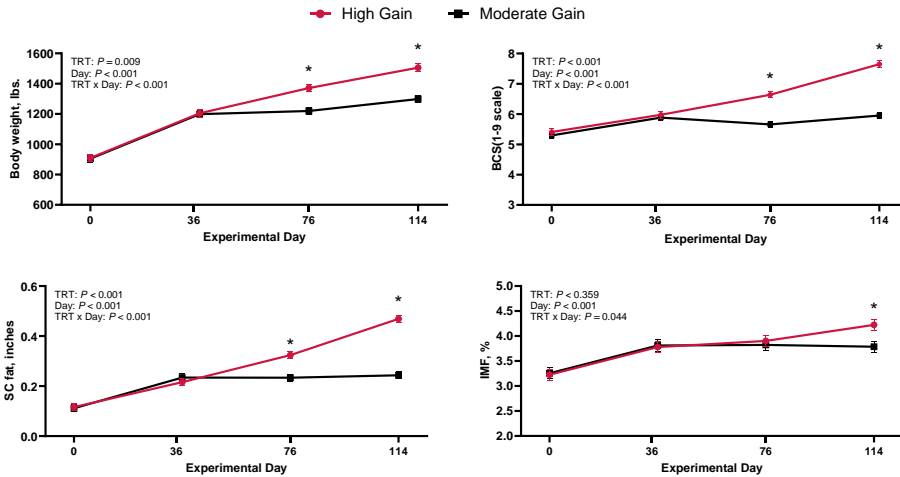 High Gain
Moderate Gain
1600
1400
1200
1000
800
600
Body weight, lbs.
TRT: P = 0.009
Day: P < 0.001
TRT x Day: P < 0.001
*
*
0
36
76
114
Experimental Day
8
7
6
5
4
3
BCS(1-9 scale)
TRT: P < 0.001
Day: P < 0.001
TRT x Day: P < 0.001
*
*
0
36
76
114
Experimental Day
0.6
0.4
0.2
0.0
SC fat, inches
TRT: P < 0.001
Day: P < 0.001
TRT x Day: P < 0.001
*
*
0
36
76
114
Experimental Day
5.0
4.5
4.0
3.5
3.0
2.5
2.0
IMF, %
TRT: P < 0.359
Day: P < 0.001
TRT x Day: P = 0.044
*
0
36
76
114
Experimental Day